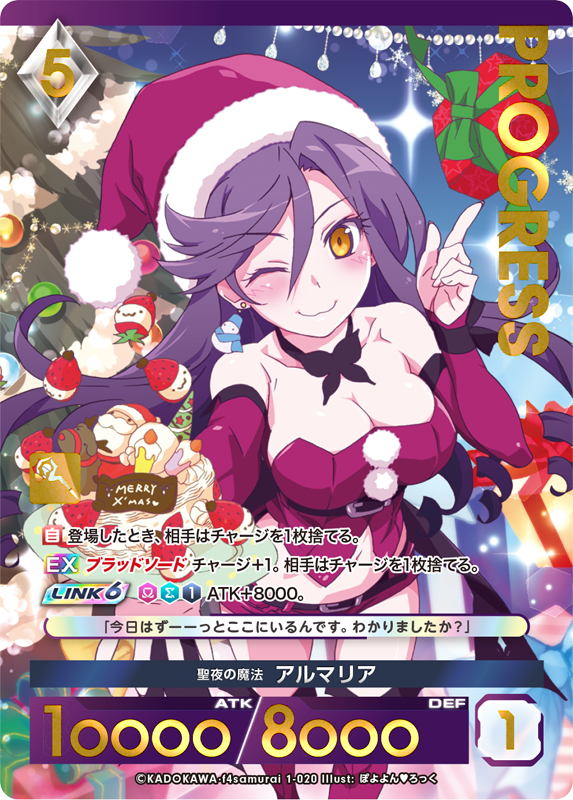 5
PROGRESS
MERRY
X'MAS
自 登場したとき、相手はチャージを1枚捨てる。
EX ブラッドソード チャージ+1。相手はチャージを1枚捨てる。
LINK 6 Ω Σ 1 ATK+8000。
「今日はずーーっとここにいるんです。わかりましたか?」
聖夜の魔法 アルマリア
ATK DEF
10000/8000 1
©KADOKAWA-f4samurai 1-020 Illust: ぽよよん♥ろっく